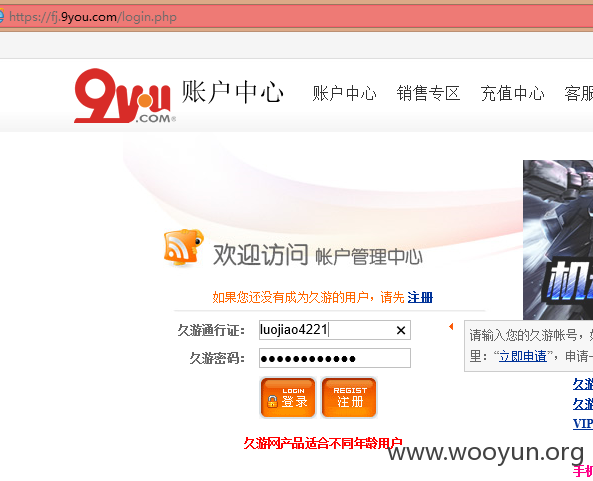 https://fj.9you.com/login.php
9you.COM® 账户中心 账户中心 销售专区 充值中心 客服
欢迎访问 帐户管理中心
如果您还没有成为久游的用户，请先 注册
久游通行证： luojiao4221 ×
请输入您的久游帐号，如
久游密码： ●●●●●●●●●●●●
里：“立即申请”，申请一
LOGIN 登录 REGIST 注册
久游
久游
VIP
久游网产品适合不同年龄用户
www.wooyun.org
手机